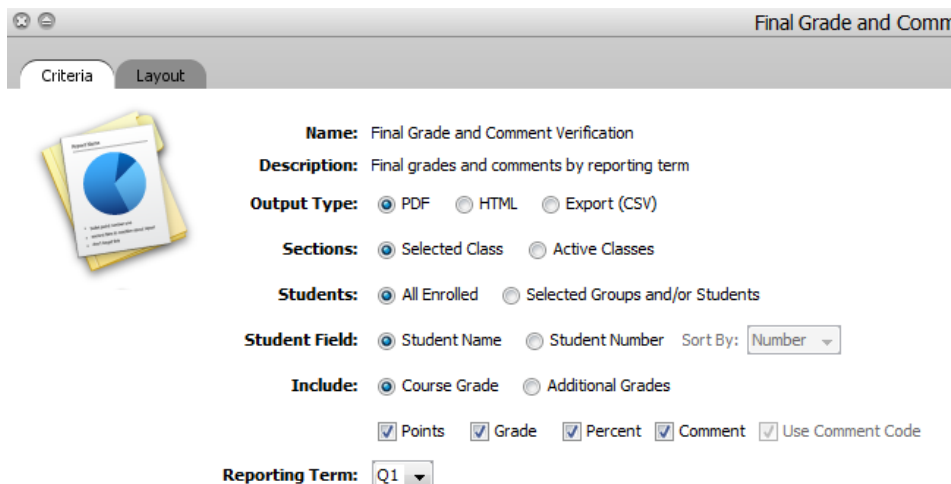 Final Grade and Comm
Criteria Layout
Name: Final Grade and Comment Verification
Description: Final grades and comments by reporting term
Output Type: PDF HTML Export (CSV)
Sections: Selected Class Active Classes
Students: All Enrolled Selected Groups and/or Students
Student Field: Student Name Student Number Sort By: Number
Include: Course Grade Additional Grades
Points Grade Percent Comment Use Comment Code
Reporting Term: Q1